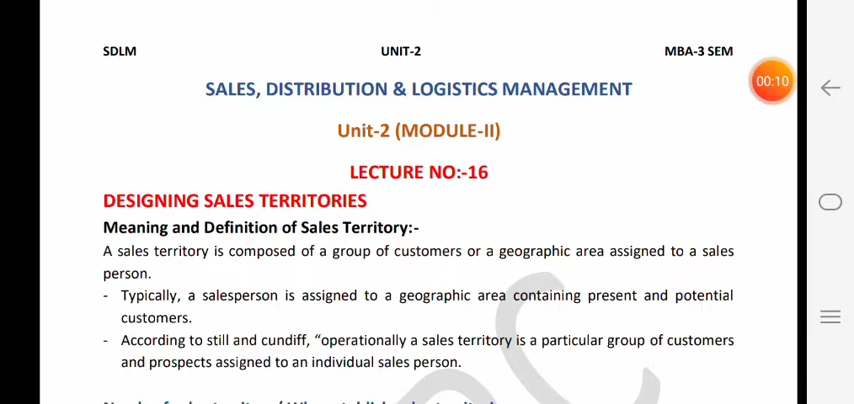 SDLM UNIT-2 MBA-3 SEM
00:10
SALES, DISTRIBUTION & LOGISTICS MANAGEMENT
Unit-2 (MODULE-II)
LECTURE NO:-16
DESIGNING SALES TERRITORIES
Meaning and Definition of Sales Territory:-
A sales territory is composed of a group of customers or a geographic area assigned to a sales
person.
- Typically, a salesperson is assigned to a geographic area containing present and potential
customers.
- According to still and cundiff, “operationally a sales territory is a particular group of customers
and prospects assigned to an individual sales person.